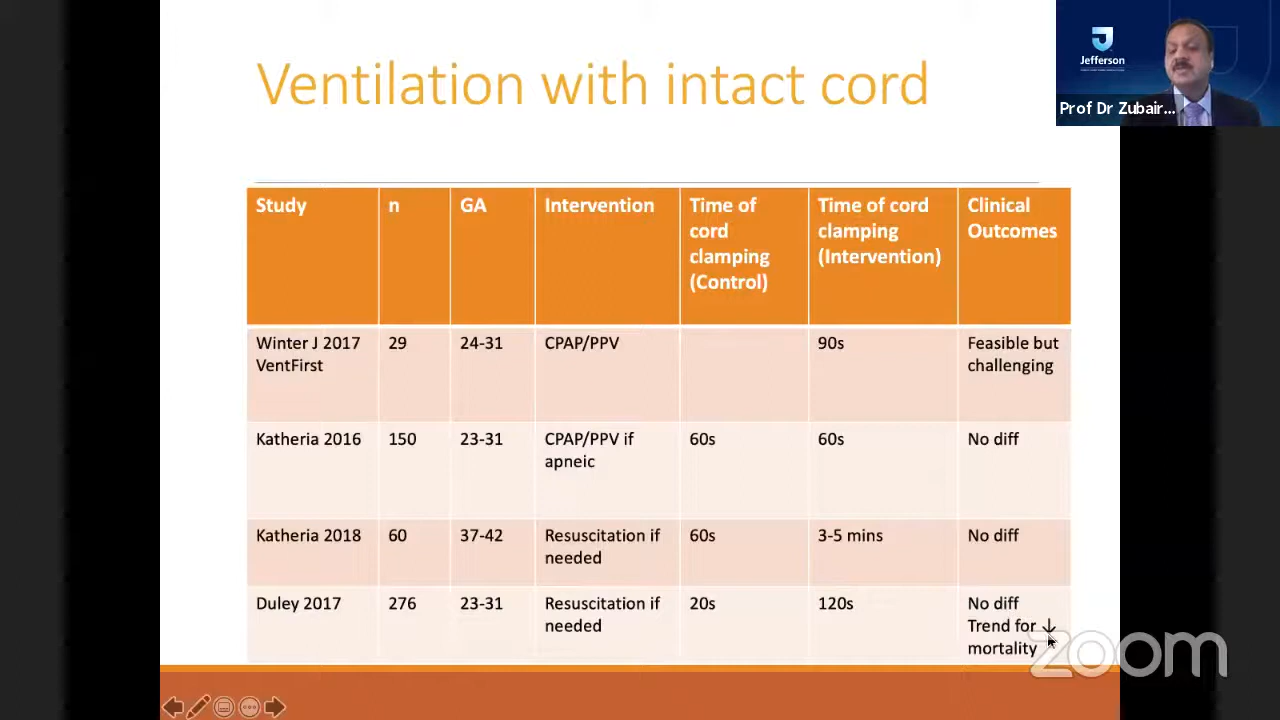 Ventilation with intact cord
Jefferson
Prof Dr Zubair...
Study
n
GA
Intervention
Time of
cord
clamping
(Control)
Time of cord
clamping
(Intervention)
Clinical
Outcomes
Winter J 2017
VentFirst
29
24-31
CPAP/PPV
90s
Feasible but
challenging
Katheria 2016
150
23-31
CPAP/PPV if
apneic
60s
60s
No diff
Katheria 2018
60
37-42
Resuscitation if
needed
60s
3-5 mins
No diff
Duley 2017
276
23-31
Resuscitation if
needed
20s
120s
No diff
Trend for ↓
mortality
zoom